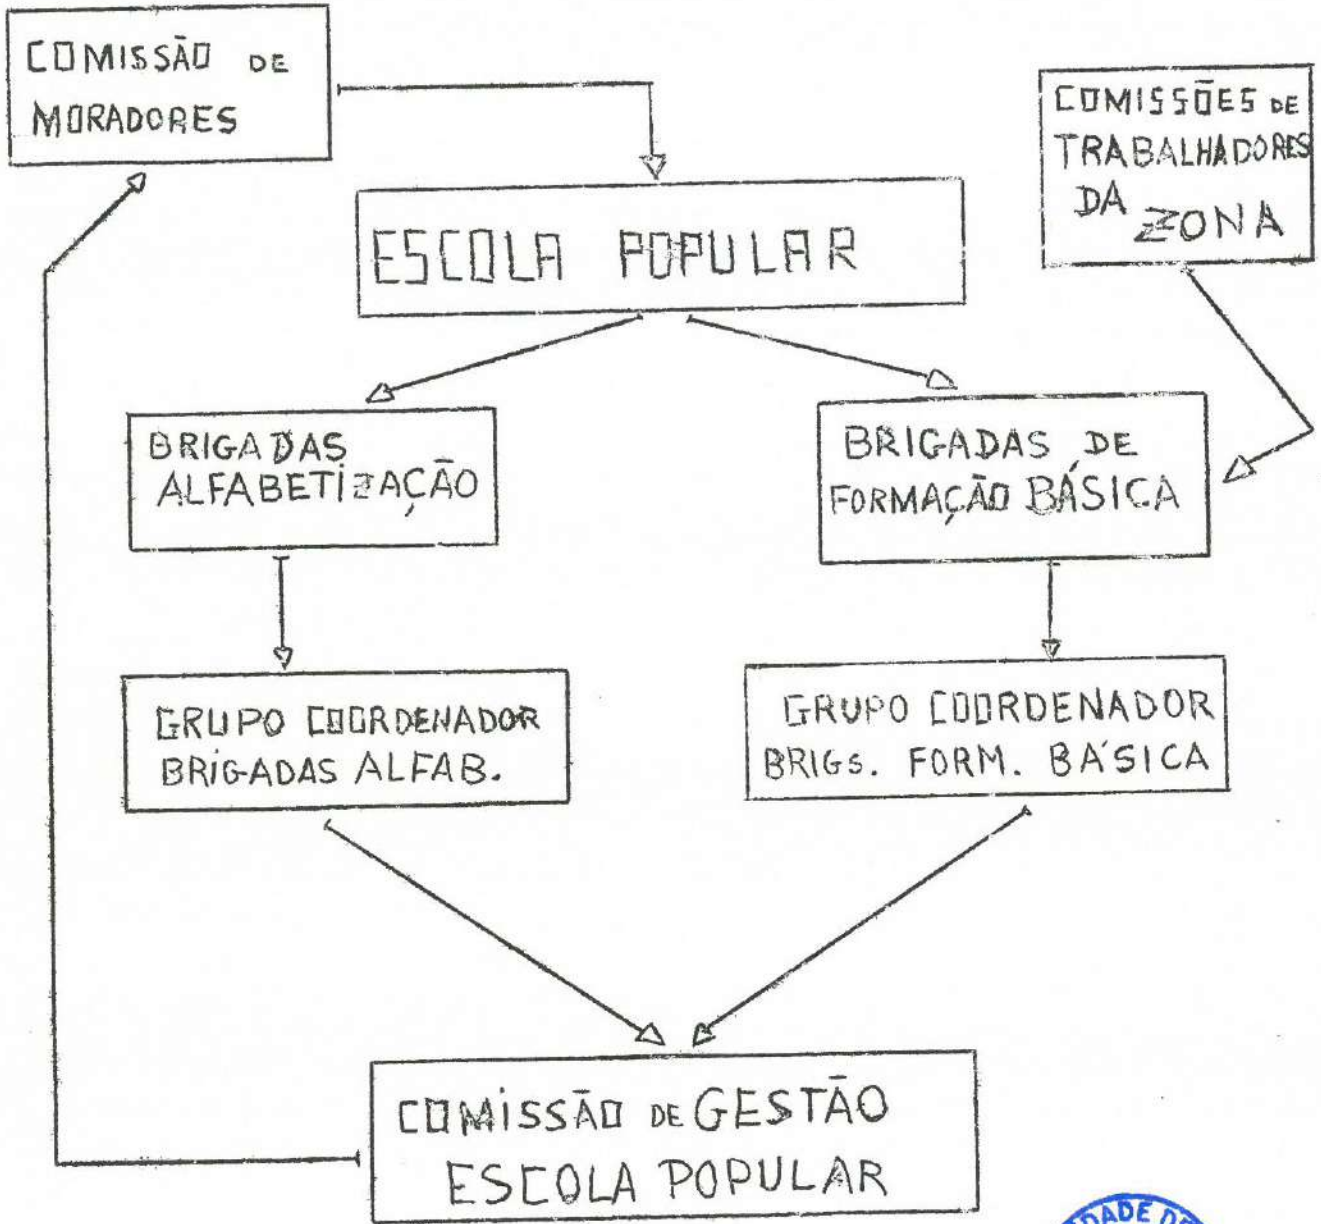 COMISSÃO DE
MORADORES
COMISSÕES DE
TRABALHADORES
DA ZONA
ESCOLA POPULAR
BRIGADAS
ALFABETIZAÇÃO
BRIGADAS DE
FORMAÇÃO BÁSICA
GRUPO COORDENADOR
BRIGADAS ALFAB.
GRUPO COORDENADOR
BRIGS. FORM. BÁSICA
COMISSÃO DE GESTÃO
ESCOLA POPULAR